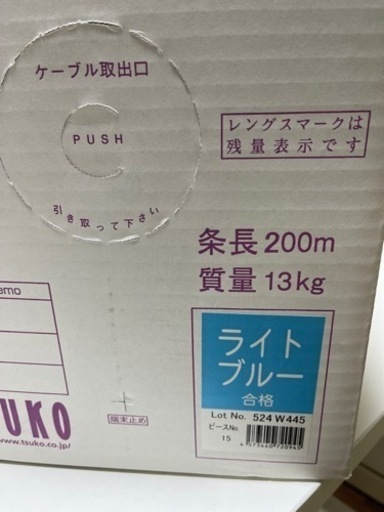 ケーブル取出口
PUSH
引き取って下さい
レングスマークは
残量表示です
条長 200m
質量 13kg
emo
ライト
ブルー
合格
Lot No. 524W445
ピースNo.
15
UKO
www.tsuko.co.jp/
端末止め